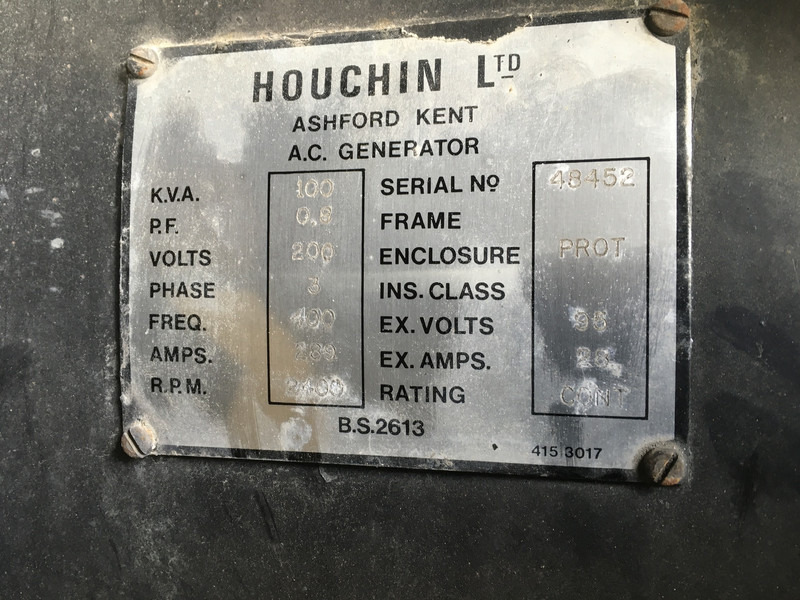 HOUCHIN LTD
ASHFORD KENT
A.C. GENERATOR
K.V.A. 100 SERIAL No 48452
P.F. 0.8 FRAME
VOLTS 200 ENCLOSURE PROT
PHASE 3 INS. CLASS
FREQ. 400 EX. VOLTS
AMPS. EX. AMPS.
R.P.M. 2400 RATING CONT
B.S.2613
415 3017